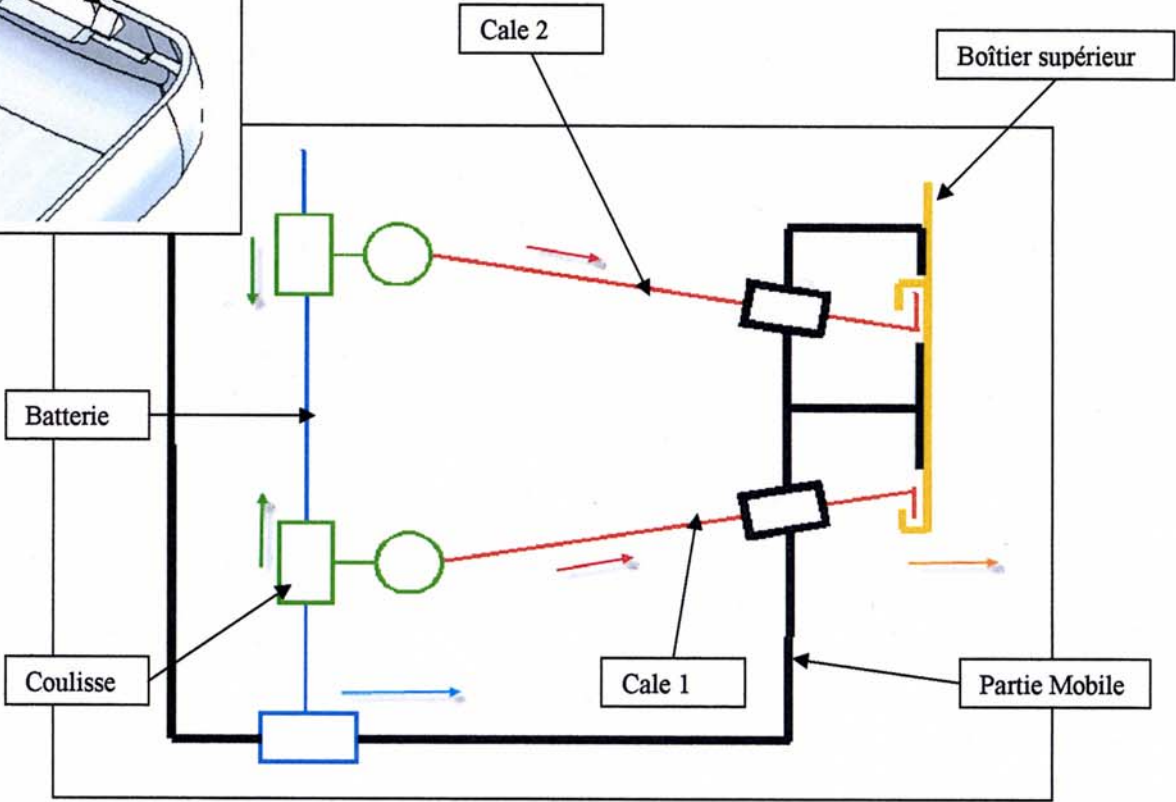 Cale 2
Boîtier supérieur
Batterie
Coulisse
Cale 1
Partie Mobile